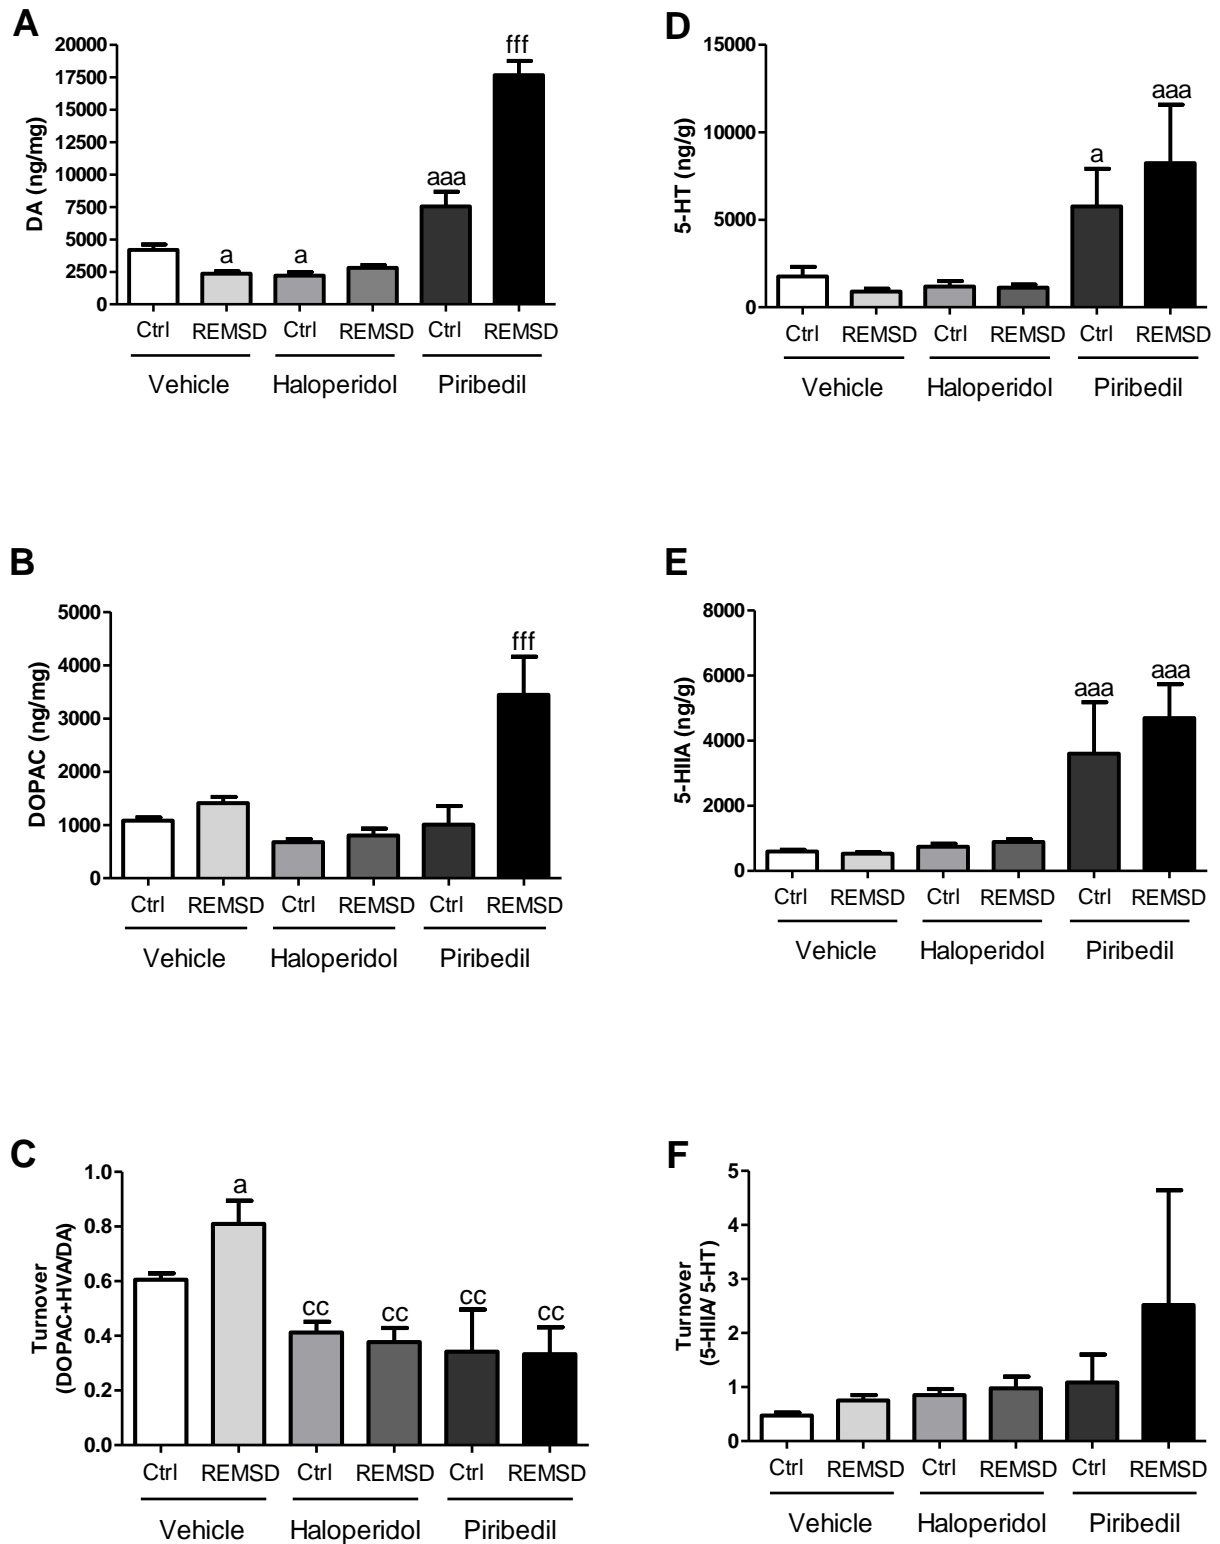 A
DA (ng/mg)
20000
17500
15000
12500
10000
7500
5000
2500
0
a
a
aaa
fff
Ctrl REMSD Ctrl REMSD Ctrl REMSD
Vehicle Haloperidol Piribedil
D
5-HT (ng/g)
15000
10000
5000
0
a
aaa
Ctrl REMSD Ctrl REMSD Ctrl REMSD
Vehicle Haloperidol Piribedil
B
DOPAC (ng/mg)
5000
4000
3000
2000
1000
0
fff
Ctrl REMSD Ctrl REMSD Ctrl REMSD
Vehicle Haloperidol Piribedil
E
5-HIIA (ng/g)
8000
6000
4000
2000
0
aaa
aaa
Ctrl REMSD Ctrl REMSD Ctrl REMSD
Vehicle Haloperidol Piribedil
C
Turnover
(DOPAC+HVA/DA)
1.0
0.8
0.6
0.4
0.2
0.0
a
cc
cc
cc
cc
Ctrl REMSD Ctrl REMSD Ctrl REMSD
Vehicle Haloperidol Piribedil
F
Turnover
(5-HIIA/ 5-HT)
5
4
3
2
1
0
Ctrl REMSD Ctrl REMSD Ctrl REMSD
Vehicle Haloperidol Piribedil